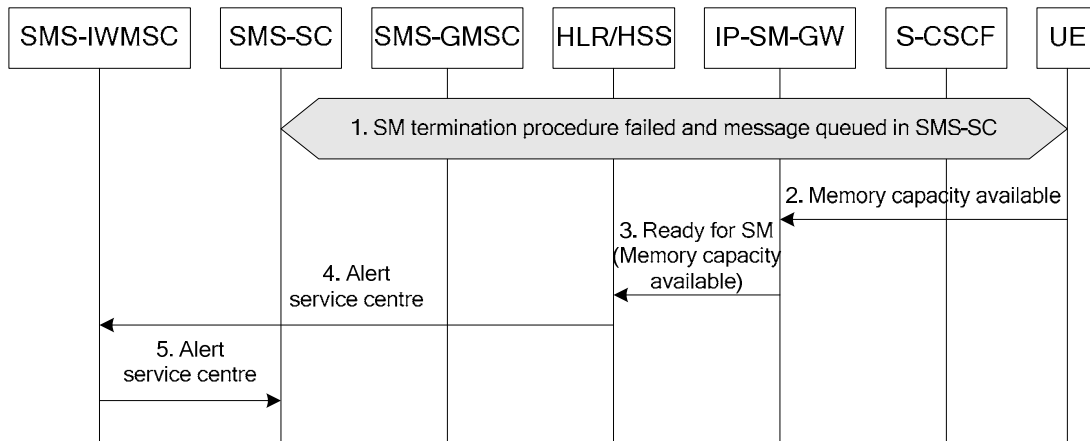 SMS-IWMSC SMS-SC SMS-GMSC HLR/HSS IP-SM-GW S-CSCF UE
1. SM termination procedure failed and message queued in SMS-SC
2. Memory capacity available
3. Ready for SM
(Memory capacity
available)
4. Alert
service centre
5. Alert
service centre